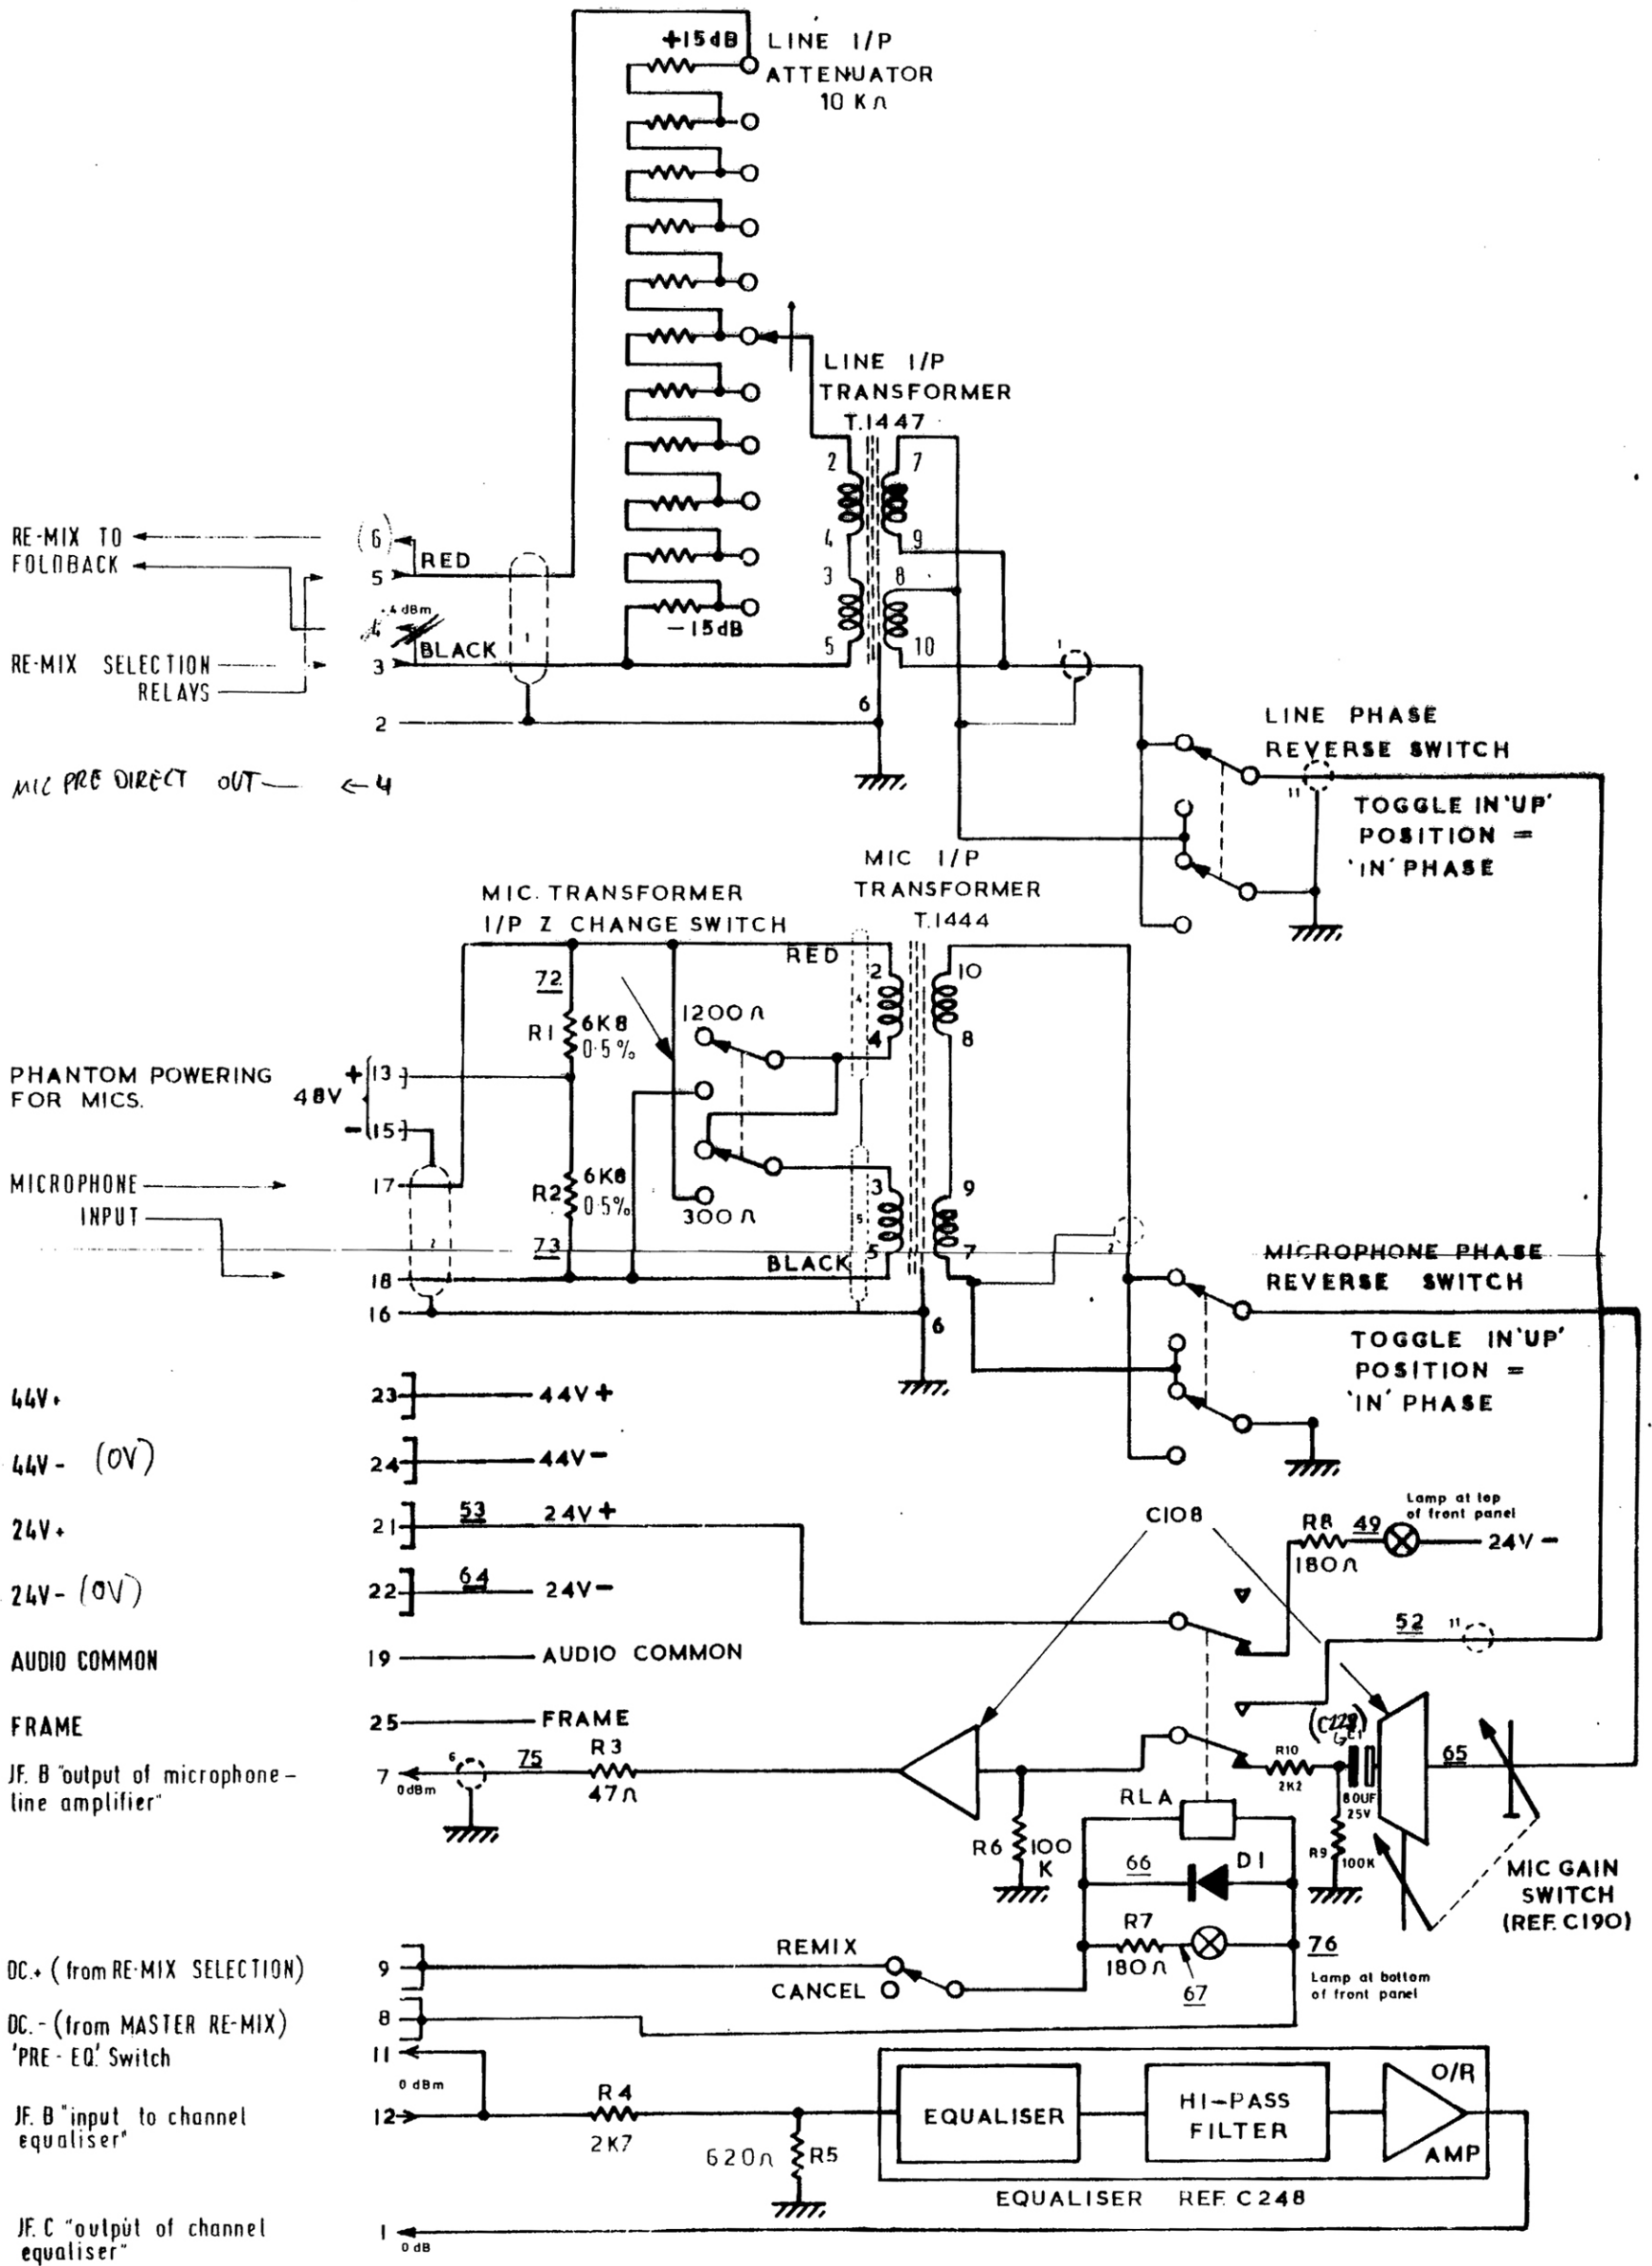 +15dB
LINE I/P
ATTENUATOR
10 K Ω
LINE I/P
TRANSFORMER
T.1447
2
7
4
9
3
8
5
10
6
-15dB
RE-MIX TO
FOLDBACK
(6)
RED
5
4 dBm
4
BLACK
1
RE-MIX SELECTION
RELAYS
3
2
1
MIC PRE DIRECT OUT — ← 4
LINE PHASE
REVERSE SWITCH
11
TOGGLE IN 'UP'
POSITION =
'IN' PHASE
MIC. TRANSFORMER
I/P Z CHANGE SWITCH
MIC I/P
TRANSFORMER
T.1444
RED
72
R1
6K8
0·5%
1200Ω
2
4
4
10
8
PHANTOM POWERING
FOR MICS.
48V
+
13
-
15
MICROPHONE
INPUT
17
R2
6K8
0·5%
300Ω
3
5
5
9
7
2
73
BLACK
2
18
16
6
MICROPHONE PHASE
REVERSE SWITCH
TOGGLE IN 'UP'
POSITION =
'IN' PHASE
44V+
23
44V+
44V- (0V)
24
44V-
24V+
21
53
24V+
24V- (0V)
22
64
24V-
C108
R8
180Ω
49
Lamp at top
of front panel
24V-
52
11
AUDIO COMMON
19
AUDIO COMMON
FRAME
25
FRAME
JF. B "output of microphone-
line amplifier"
7
0dBm
6
75
R3
47Ω
R6
100
K
RLA
66
D1
R7
180Ω
67
76
Lamp at bottom
of front panel
R10
2K2
C1
80UF
25V
R9
100K
65
MIC GAIN
SWITCH
(REF. C190)
DC.+ (from RE-MIX SELECTION)
9
REMIX
CANCEL
DC.- (from MASTER RE-MIX)
8
'PRE-EQ.' Switch
11
0 dBm
JF. B "input to channel
equaliser"
12
R4
2K7
620Ω
R5
EQUALISER
HI-PASS
FILTER
O/R
AMP
EQUALISER REF. C248
JF. C "output of channel
equaliser"
1
0 dB